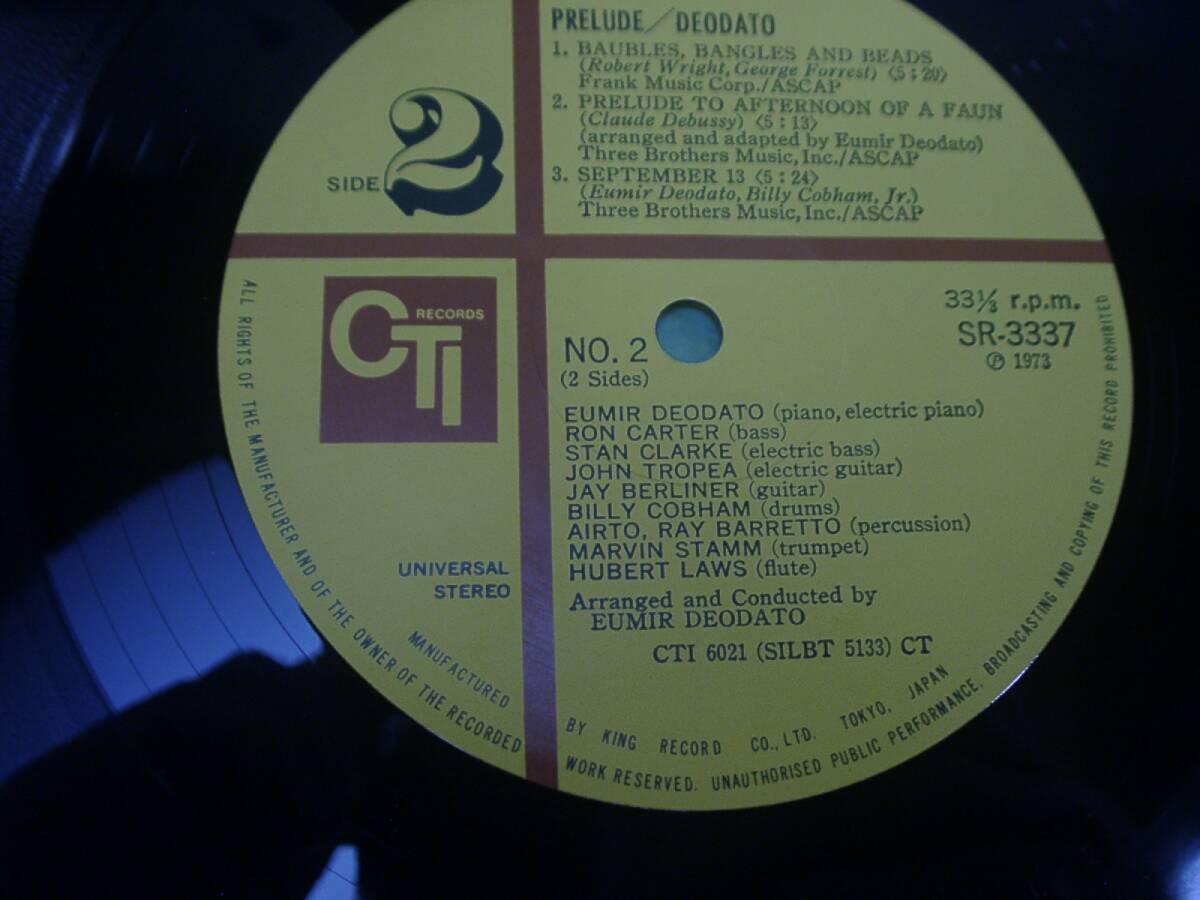 PRELUDE/DEODATO
1. BAUBLES, BANGLES AND BEADS
(Robert Wright, George Forrest) <5:20>
Frank Music Corp./ASCAP
2. PRELUDE TO AFTERNOON OF A FAUN
(Claude Debussy) <5:13>
(arranged and adapted by Eumir Deodato)
Three Brothers Music, Inc./ASCAP
3. SEPTEMBER 13 <5:24>
(Eumir Deodato, Billy Cobham, Jr.)
Three Brothers Music, Inc./ASCAP
SIDE 2
CTI RECORDS
33⅓ r.p.m.
SR-3337
Ⓟ 1973
NO. 2
(2 Sides)
EUMIR DEODATO (piano, electric piano)
RON CARTER (bass)
STAN CLARKE (electric bass)
JOHN TROPEA (electric guitar)
JAY BERLINER (guitar)
BILLY COBHAM (drums)
AIRTO, RAY BARRETTO (percussion)
MARVIN STAMM (trumpet)
HUBERT LAWS (flute)
Arranged and Conducted by
EUMIR DEODATO
CTI 6021 (SILBT 5133) CT
UNIVERSAL
STEREO
MANUFACTURED BY KING RECORD CO., LTD. TOKYO, JAPAN
ALL RIGHTS OF THE MANUFACTURER AND OF THE OWNER OF THE RECORDED WORK RESERVED. UNAUTHORISED PUBLIC PERFORMANCE, BROADCASTING AND COPYING OF THIS RECORD PROHIBITED